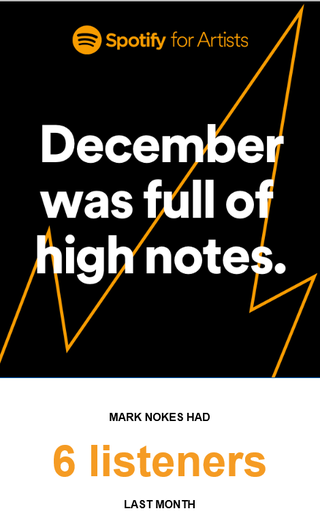 Spotify for Artists
December
was full of
high notes.
MARK NOKES HAD
6 listeners
LAST MONTH